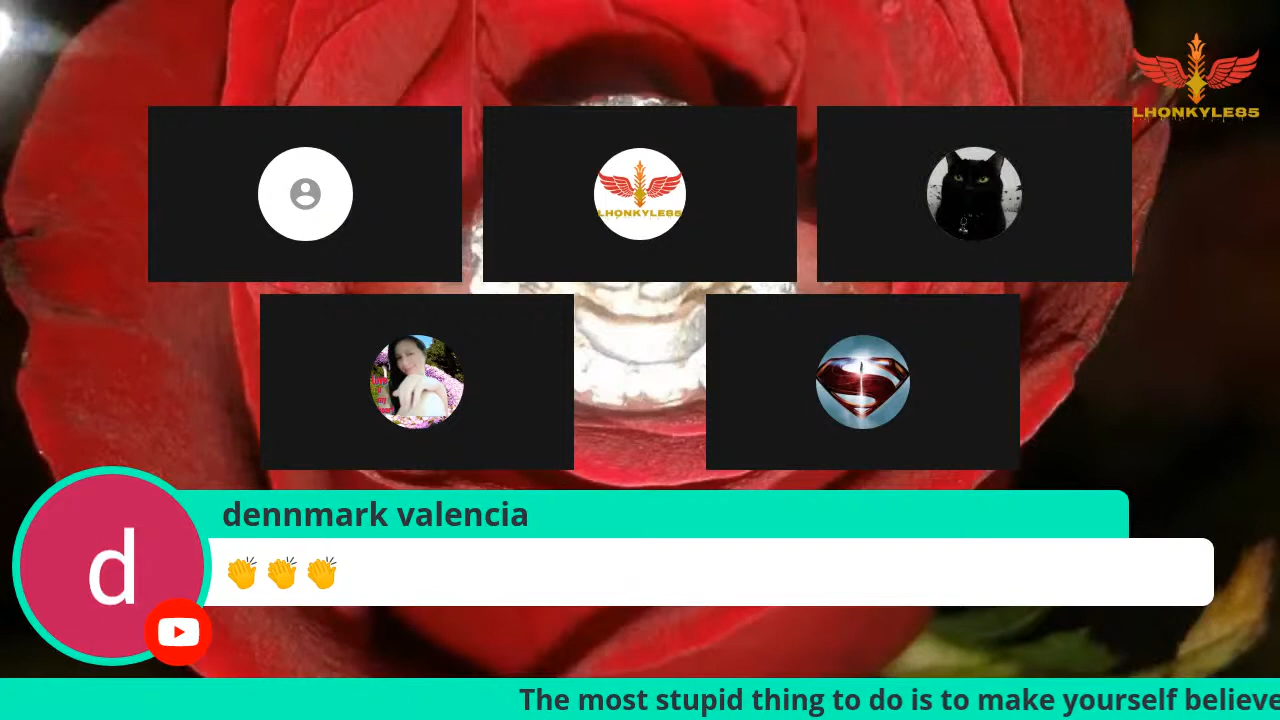 LHONKYLE85
LHONKYLE85
dennmark valencia
👏👏👏
d
The most stupid thing to do is to make yourself believe